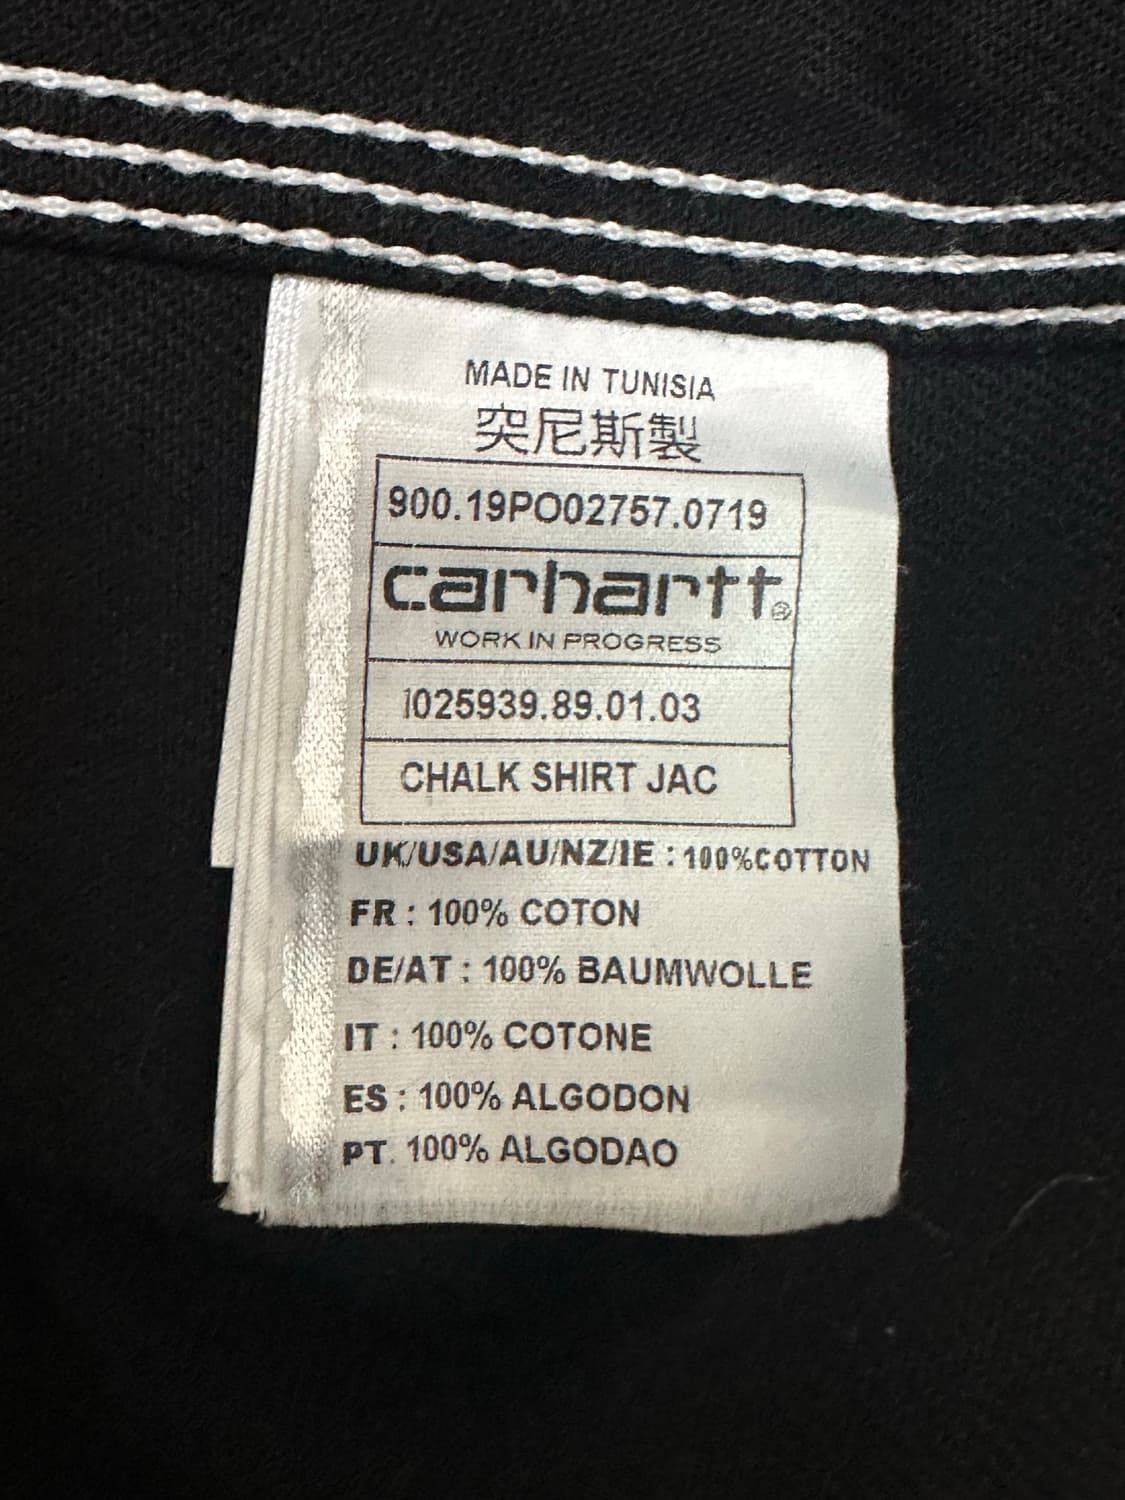 MADE IN TUNISIA
突尼斯製
900.19PO02757.0719
carhartt®
WORK IN PROGRESS
I025939.89.01.03
CHALK SHIRT JAC
UK/USA/AU/NZ/IE : 100%COTTON
FR : 100% COTON
DE/AT : 100% BAUMWOLLE
IT : 100% COTONE
ES : 100% ALGODON
PT. 100% ALGODAO